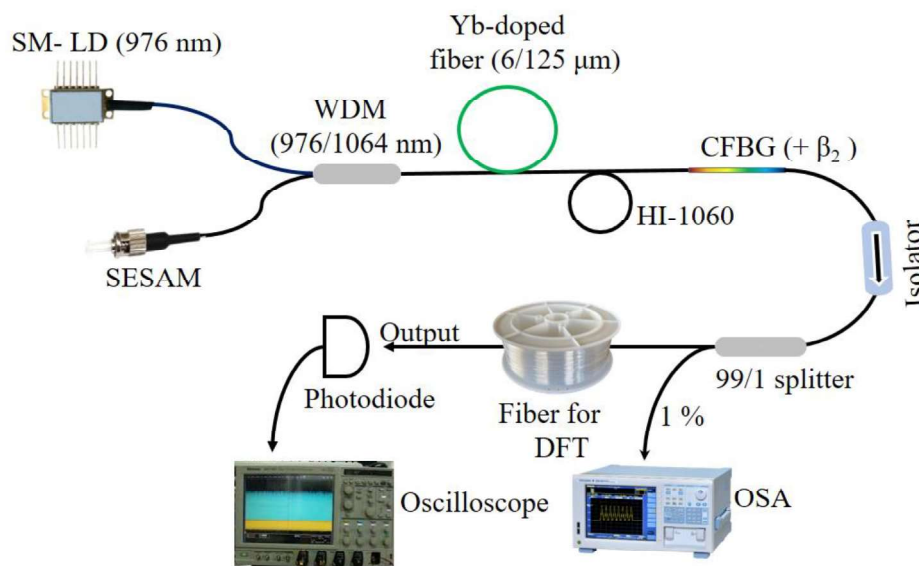 SM- LD (976 nm)
Yb-doped
fiber (6/125 μm)
WDM
(976/1064 nm)
CFBG (+ β₂ )
HI-1060
SESAM
Isolator
Output
Photodiode
Fiber for
DFT
99/1 splitter
1 %
Oscilloscope
OSA